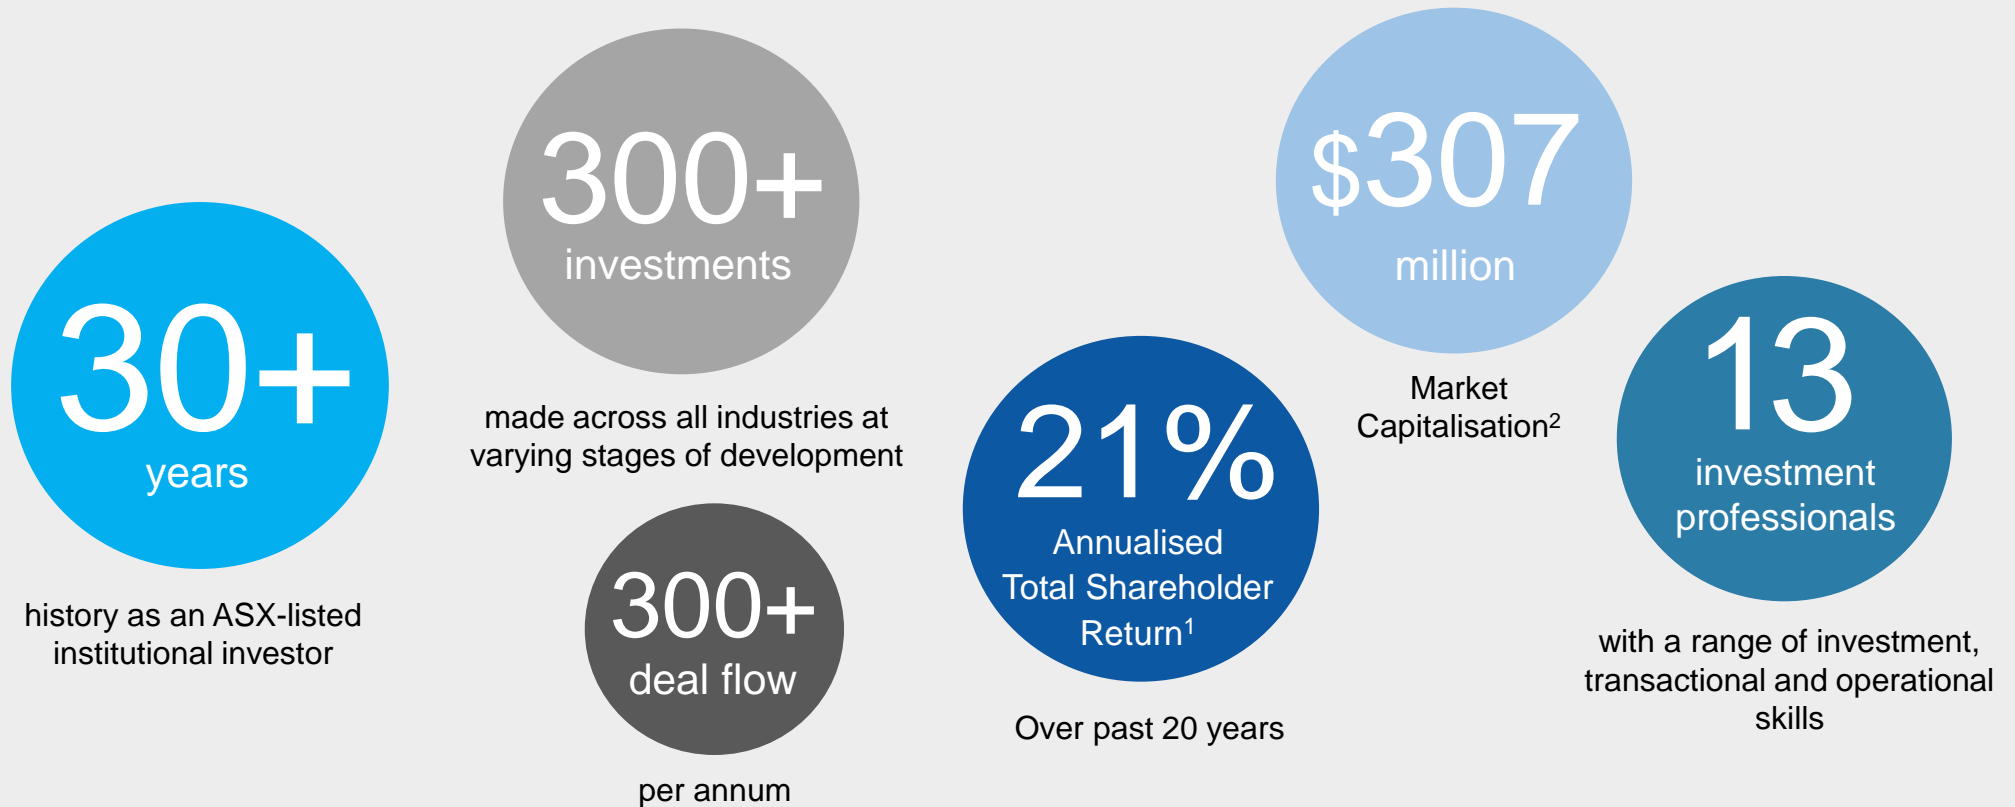 30+
years
history as an ASX-listed
institutional investor
300+
investments
made across all industries at
varying stages of development
300+
deal flow
per annum
21%
Annualised
Total Shareholder
Return¹
Over past 20 years
$307
million
Market
Capitalisation²
13
investment
professionals
with a range of investment,
transactional and operational
skills